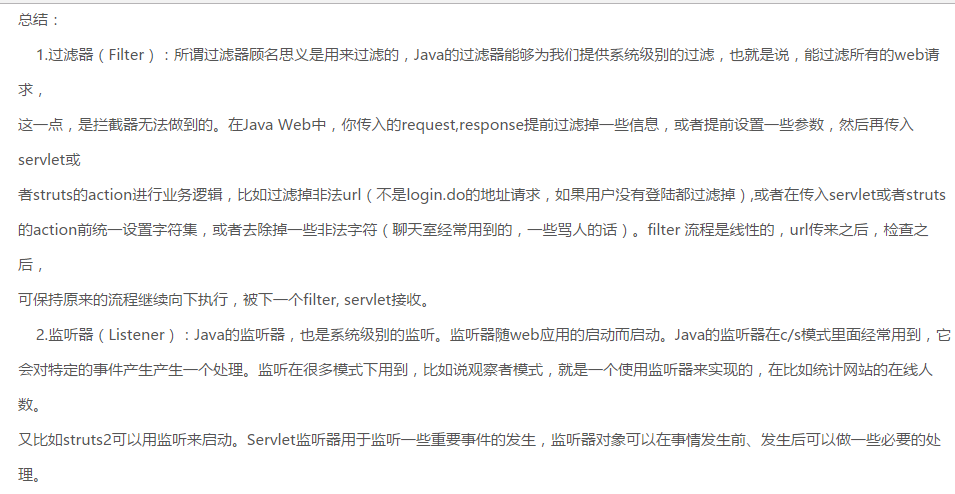 总结：
1.过滤器（Filter）：所谓过滤器顾名思义是用来过滤的，Java的过滤器能够为我们提供系统级别的过滤，也就是说，能过滤所有的web请
求，
这一点，是拦截器无法做到的。在Java Web中，你传入的request,response提前过滤掉一些信息，或者提前设置一些参数，然后再传入
servlet或
者struts的action进行业务逻辑，比如过滤掉非法url（不是login.do的地址请求，如果用户没有登陆都过滤掉）,或者在传入servlet或者struts
的action前统一设置字符集，或者去除掉一些非法字符（聊天室经常用到的，一些骂人的话）。filter 流程是线性的，url传来之后，检查之
后，
可保持原来的流程继续向下执行，被下一个filter, servlet接收。
2.监听器（Listener）：Java的监听器，也是系统级别的监听。监听器随web应用的启动而启动。Java的监听器在c/s模式里面经常用到，它
会对特定的事件产生产生一个处理。监听在很多模式下用到，比如说观察者模式，就是一个使用监听器来实现的，在比如统计网站的在线人
数。
又比如struts2可以用监听来启动。Servlet监听器用于监听一些重要事件的发生，监听器对象可以在事情发生前、发生后可以做一些必要的处
理。